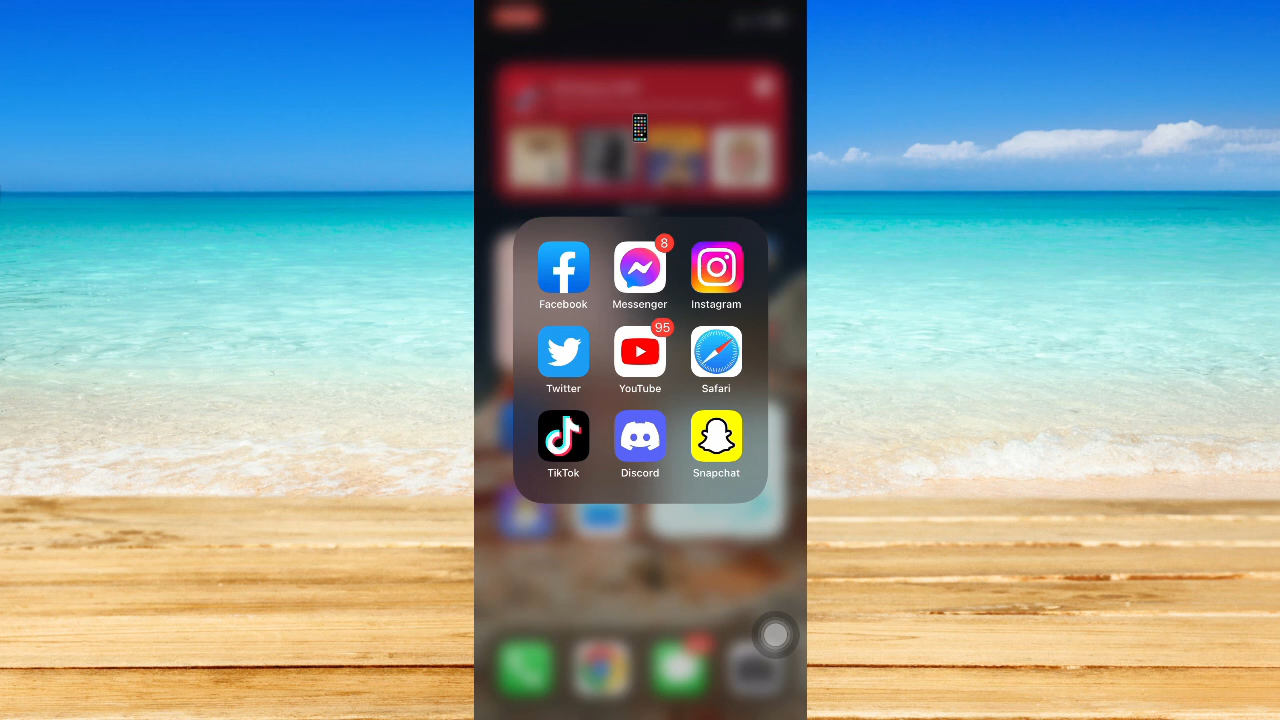 8
Facebook Messenger Instagram
95
Twitter YouTube Safari
TikTok Discord Snapchat